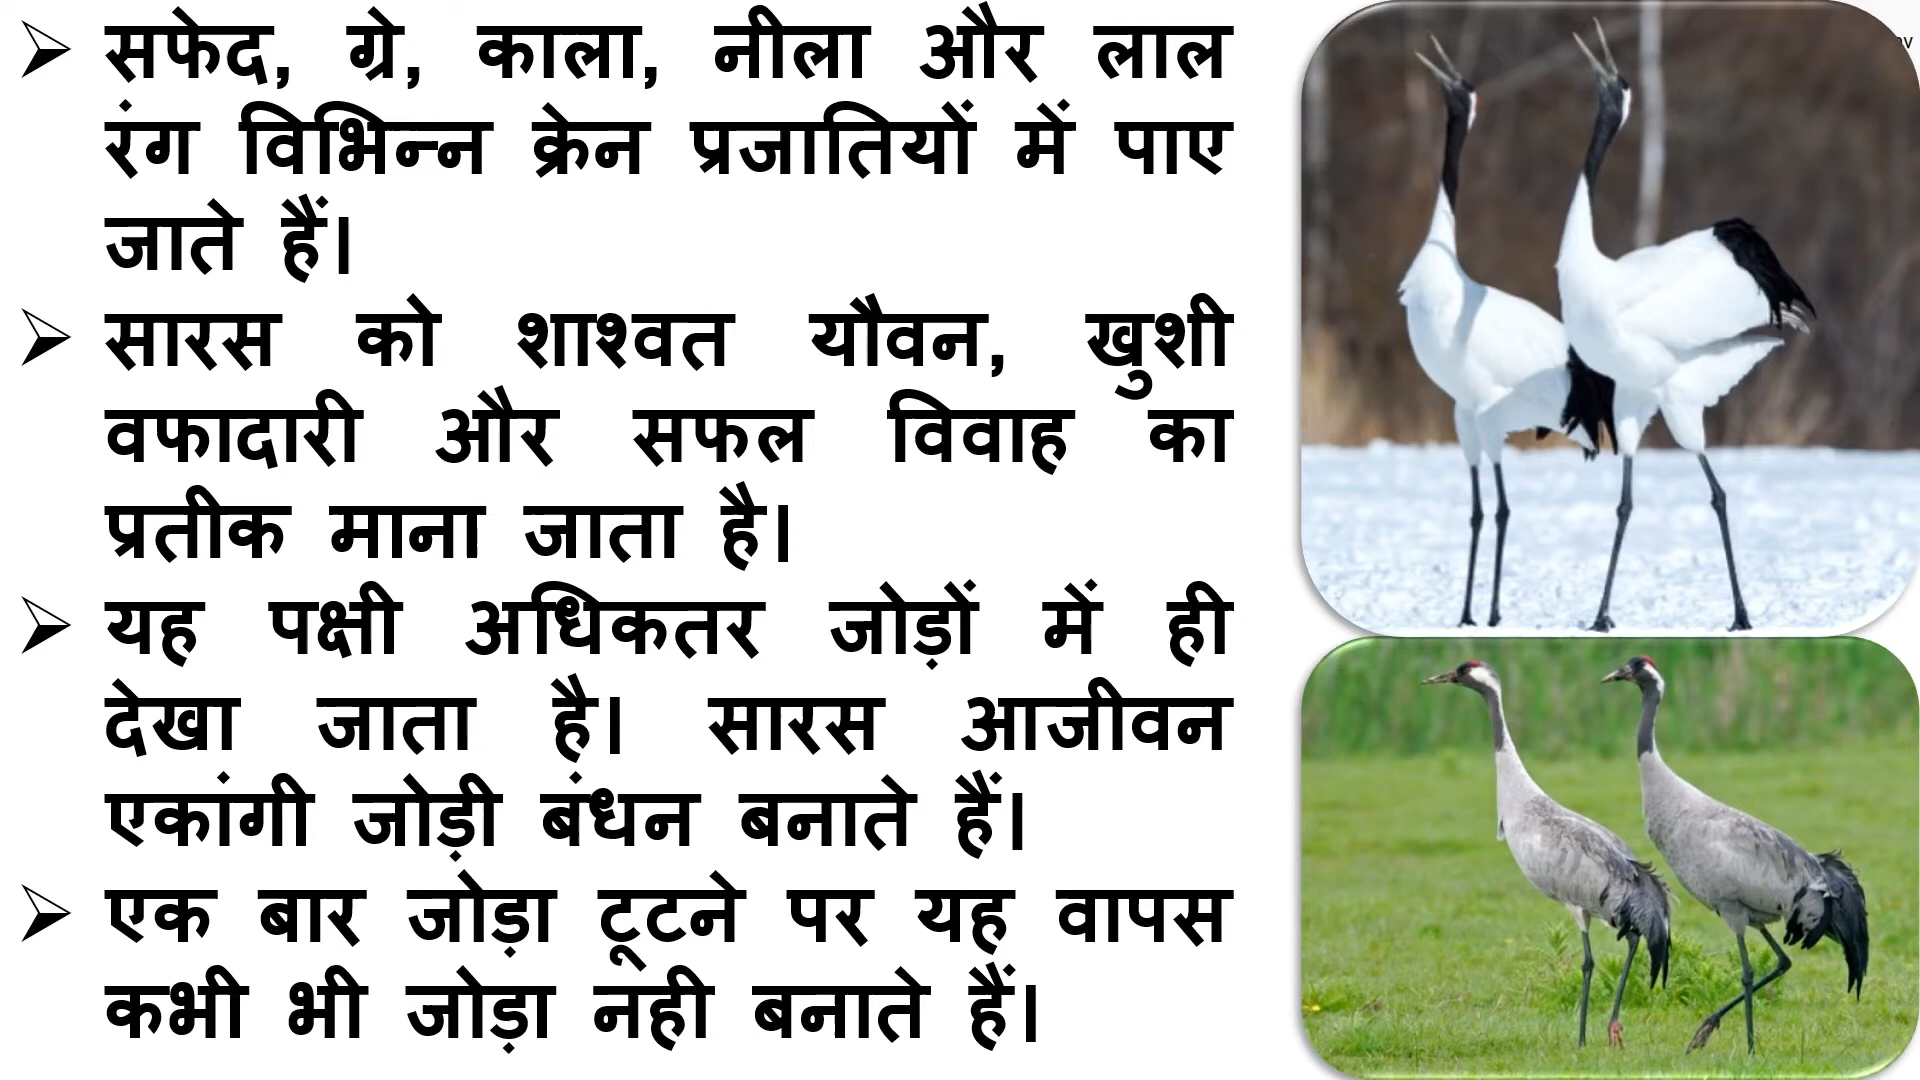 सफेद, ग्रे, काला, नीला और लाल
रंग विभिन्न क्रेन प्रजातियों में पाए
जाते हैं।
सारस को शाश्वत यौवन, खुशी
वफादारी और सफल विवाह का
प्रतीक माना जाता है।
यह पक्षी अधिकतर जोड़ों में ही
देखा जाता है। सारस आजीवन
एकांगी जोड़ी बंधन बनाते हैं।
एक बार जोड़ा टूटने पर यह वापस
कभी भी जोड़ा नही बनाते हैं।